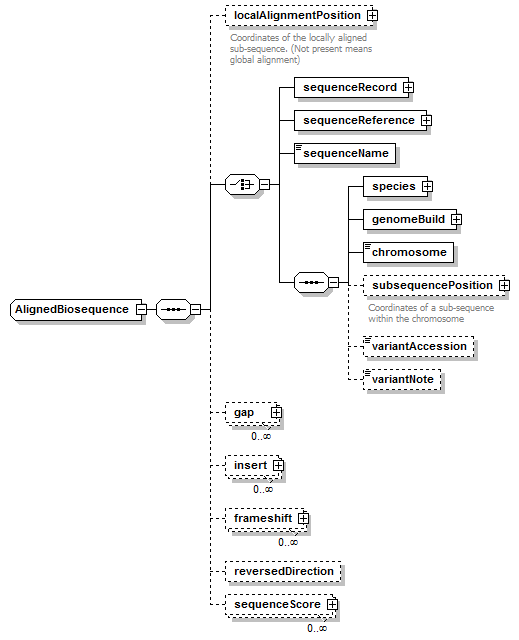 localAlignmentPosition
Coordinates of the locally aligned
sub-sequence. (Not present means
global alignment)
sequenceRecord
sequenceReference
sequenceName
species
genomeBuild
chromosome
AlignedBiosequence
subsequencePosition
Coordinates of a sub-sequence
within the chromosome
variantAccession
variantNote
gap
0..∞
insert
0..∞
frameshift
0..∞
reversedDirection
sequenceScore
0..∞